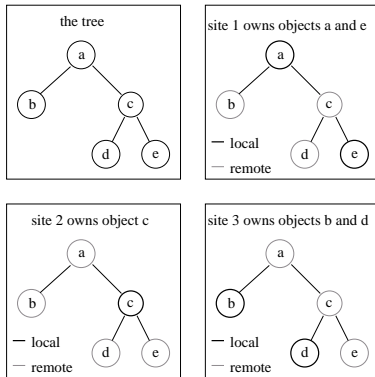 the tree
a
b
c
d
e
site 1 owns objects a and e
a
b
c
d
e
local
remote
site 2 owns object c
a
b
c
d
e
local
remote
site 3 owns objects b and d
a
b
c
d
e
local
remote